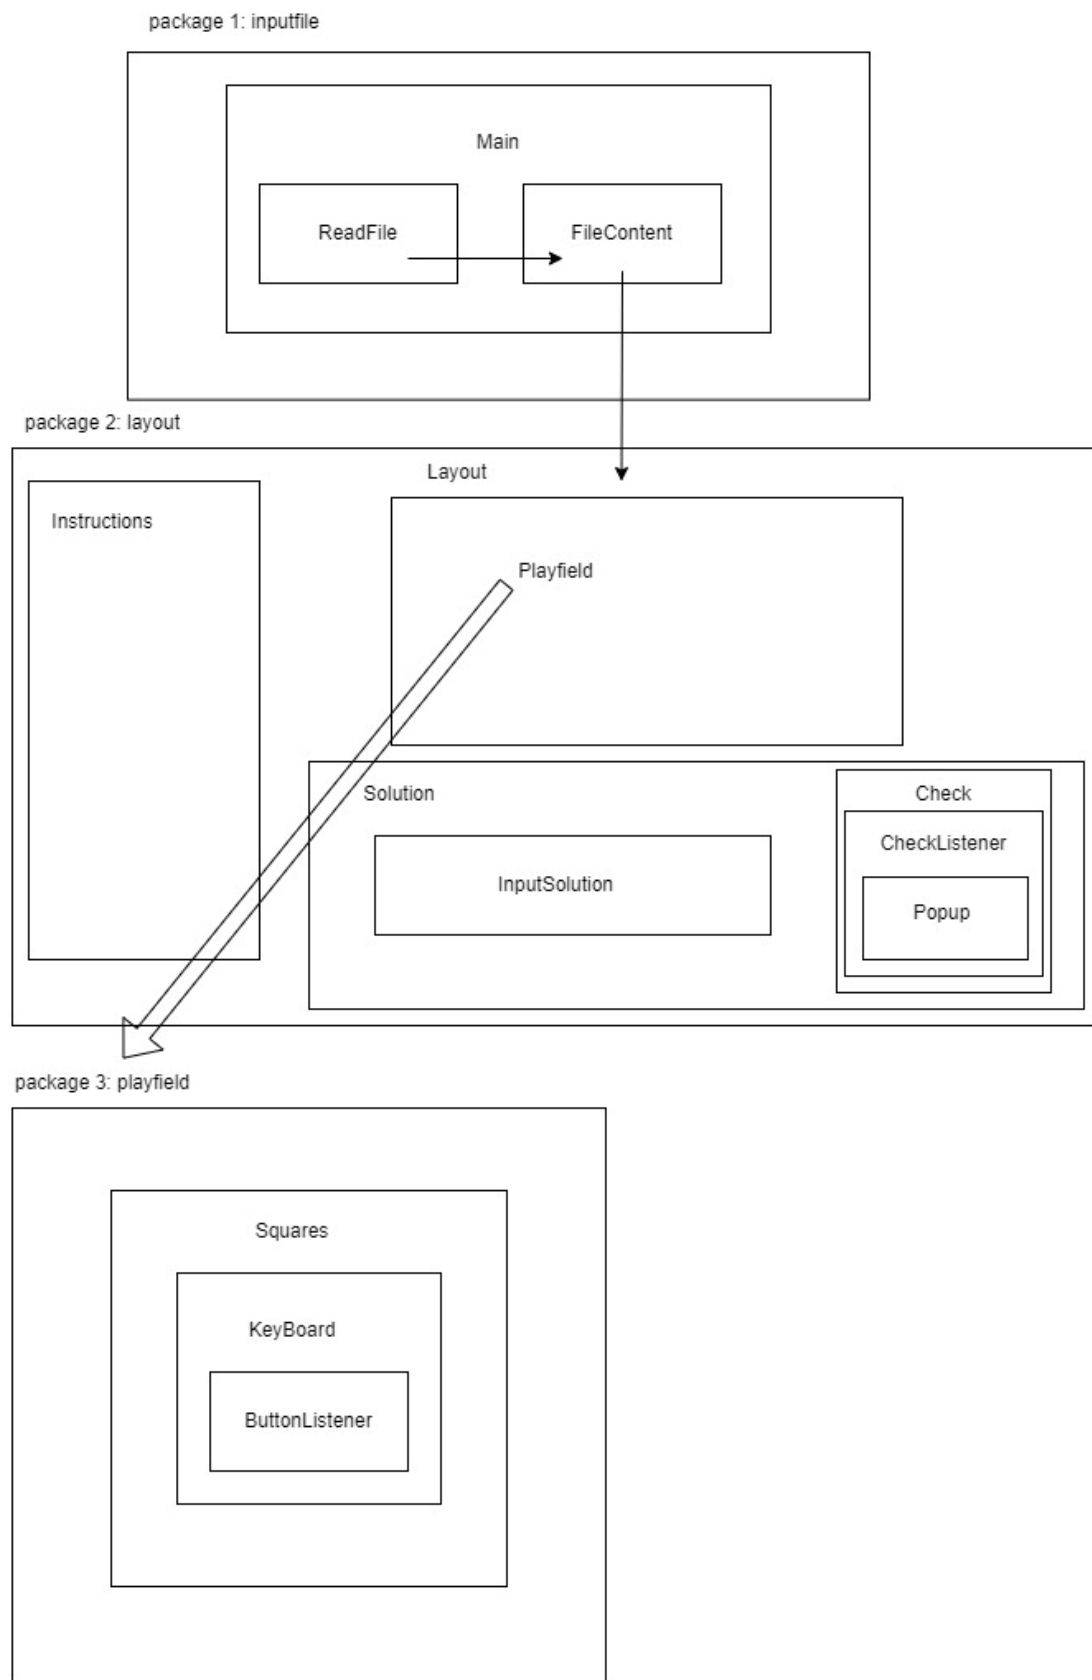 package 1: inputfile
Main
ReadFile
FileContent
package 2: layout
Layout
Instructions
Playfield
Solution
Check
CheckListener
InputSolution
Popup
package 3: playfield
Squares
KeyBoard
ButtonListener